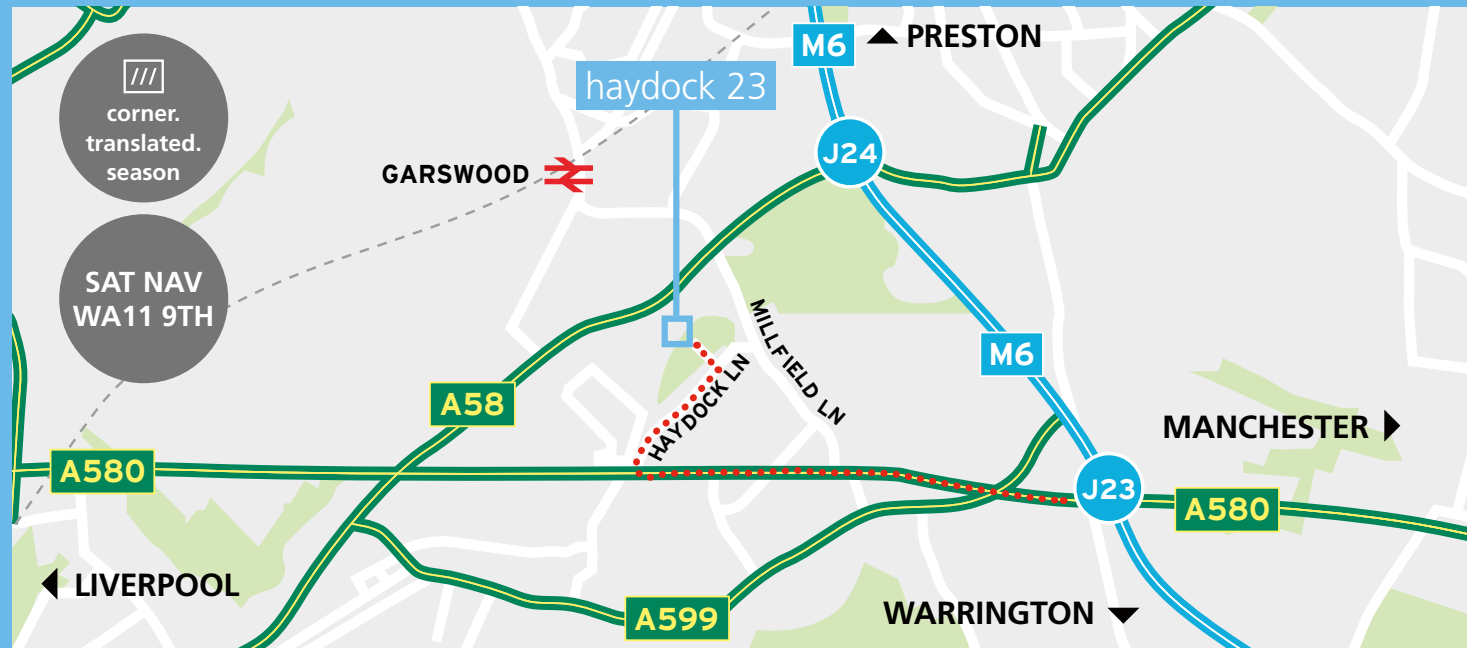 M6
PRESTON
///
corner.
translated.
season
haydock 23
J24
GARSWOOD
SAT NAV
WA11 9TH
MILLFIELD LN
M6
HAYDOCK LN
A58
MANCHESTER
A580
J23
A580
LIVERPOOL
A599
WARRINGTON